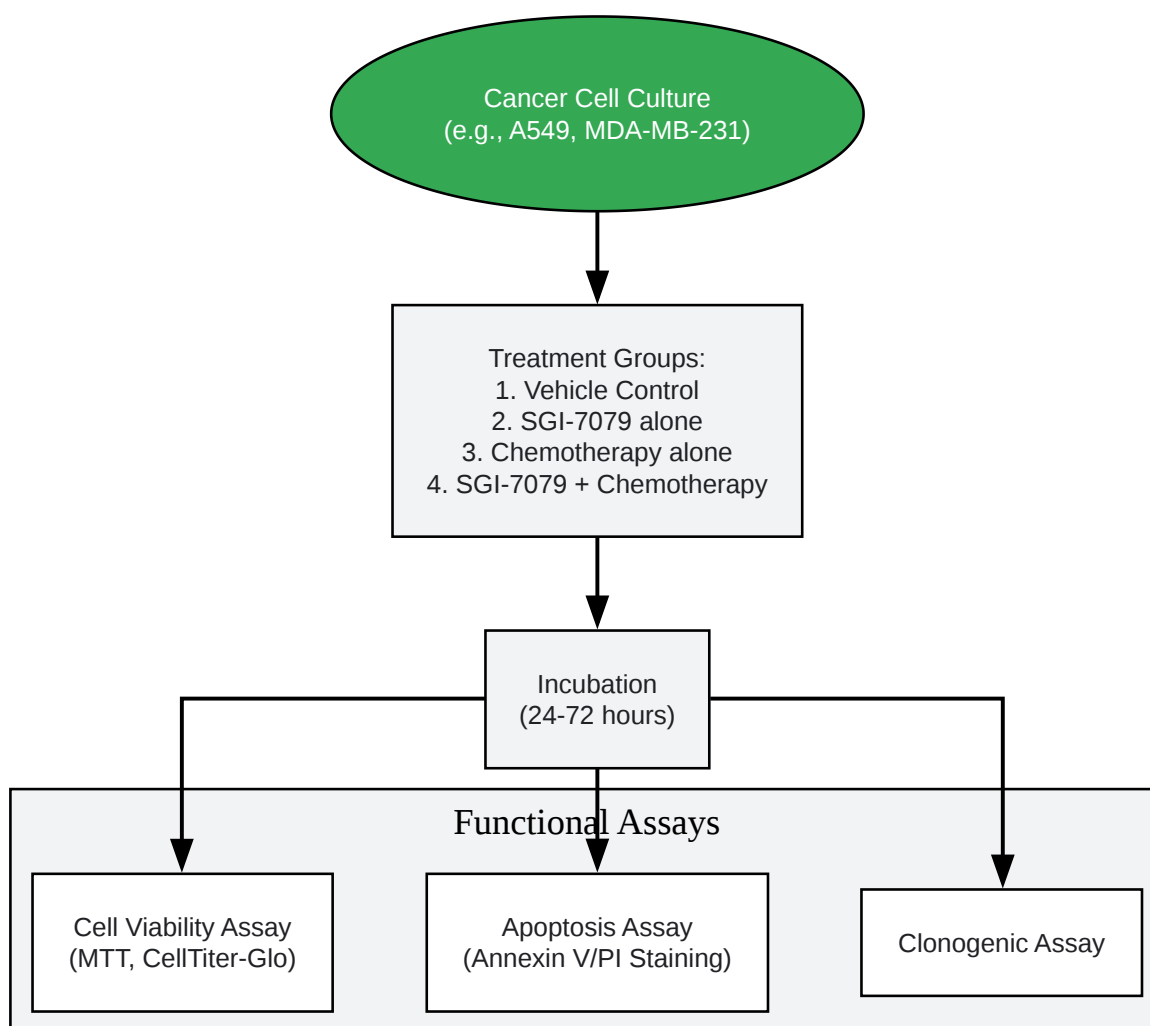 Cancer Cell Culture
(e.g., A549, MDA-MB-231)
Treatment Groups:
1. Vehicle Control
2. SGI-7079 alone
3. Chemotherapy alone
4. SGI-7079 + Chemotherapy
Incubation
(24-72 hours)
Functional Assays
Cell Viability Assay
(MTT, CellTiter-Glo)
Apoptosis Assay
(Annexin V/PI Staining)
Clonogenic Assay